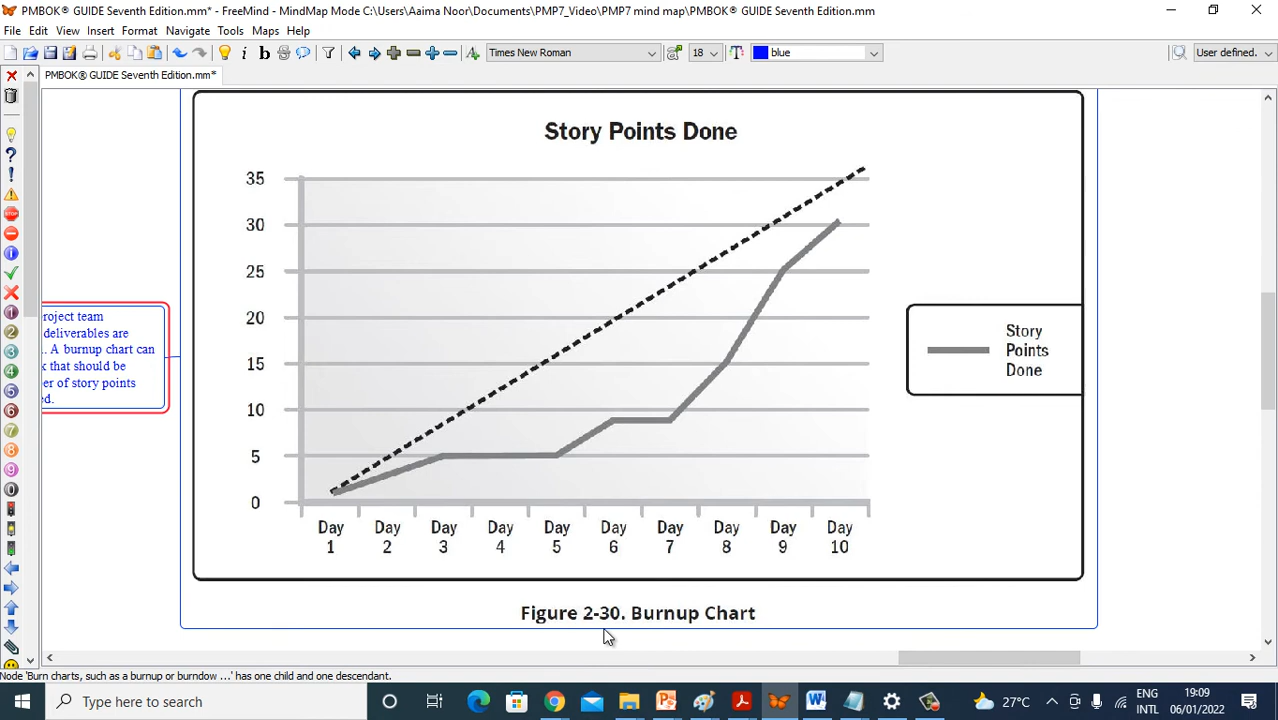 PMBOK® GUIDE Seventh Edition.mm* - FreeMind - MindMap Mode C:\Users\Aaima Noor\Documents\PMP7_Video\PMP7 mind map\PMBOK® GUIDE Seventh Edition.mm
File Edit View Insert Format Navigate Tools Maps Help
Times New Roman 18 blue User defined.
PMBOK® GUIDE Seventh Edition.mm*
Story Points Done
35
30
25
20
15
10
5
0
Day 1 Day 2 Day 3 Day 4 Day 5 Day 6 Day 7 Day 8 Day 9 Day 10
Story
Points
Done
roject team
deliverables are
. A burnup chart can
k that should be
er of story points
ed.
Figure 2-30. Burnup Chart
Node 'Burn charts, such as a burnup or burndow ...' has one child and one descendant.
Type here to search
27°C
ENG
INTL
19:09
06/01/2022